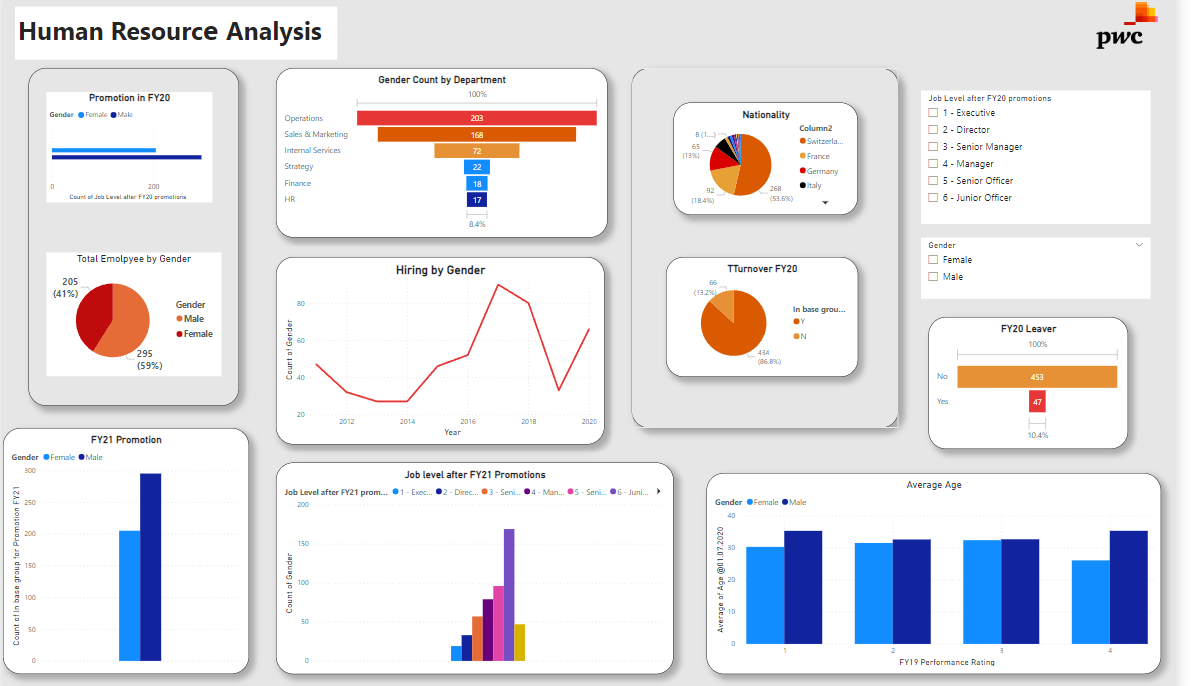 Human Resource Analysis
pwc
Promotion in FY20
Gender Female Male
0 200
Count of Job Level after FY20 promotions
Total Emolpyee by Gender
205
(41%)
295
(59%)
Gender
Male
Female
Gender Count by Department
100%
Operations 203
Sales & Marketing 168
Internal Services 72
Strategy 22
Finance 18
HR 17
8.4%
Hiring by Gender
Count of Gender
80
60
40
20
2012 2014 2016 2018 2020
Year
Nationality
8 (1...)
65
(13%)
92
(18.4%)
268
(53.6%)
Column2
Switzerla...
France
Germany
Italy
TTurnover FY20
66
(13.2%)
434
(86.8%)
In base grou...
Y
N
Job Level after FY20 promotions
1 - Executive
2 - Director
3 - Senior Manager
4 - Manager
5 - Senior Officer
6 - Junior Officer
Gender
Female
Male
FY20 Leaver
100%
No 453
Yes 47
10.4%
FY21 Promotion
Gender Female Male
Count of In base group for Promotion FY21
300
250
200
150
100
50
0
Job level after FY21 Promotions
Job Level after FY21 prom... 1 - Exec... 2 - Direc... 3 - Seni... 4 - Man... 5 - Seni... 6 - Juni...
Count of Gender
200
150
100
50
0
Average Age
Gender Female Male
Average of Age @01.07.2020
40
30
20
10
0
1 2 3 4
FY19 Performance Rating